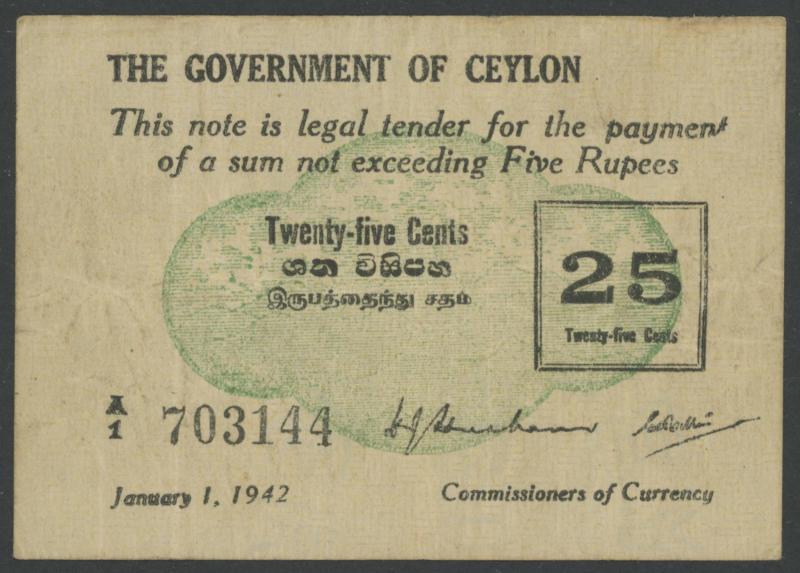 THE GOVERNMENT OF CEYLON
This note is legal tender for the payment
of a sum not exceeding Five Rupees
Twenty-five Cents
ශත විසිපහ
இருபத்தைந்து சதம்
25
Twenty-five Cents
A
1 703144
January 1, 1942
Commissioners of Currency